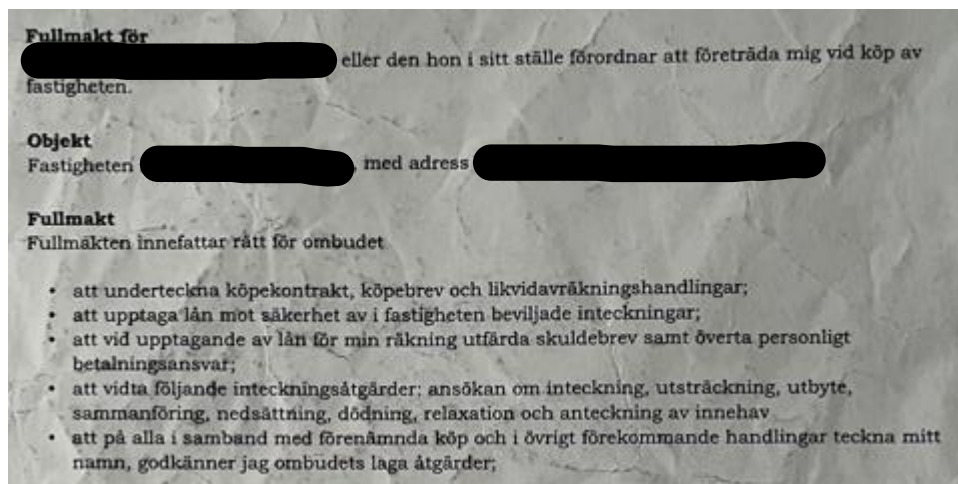 Fullmakt för
eller den hon i sitt ställe förordnar att företräda mig vid köp av
fastigheten.
Objekt
Fastigheten , med adress
Fullmakt
Fullmakten innefattar rätt för ombudet
• att underteckna köpekontrakt, köpebrev och likvidavräkningshandlingar;
• att upptaga lån mot säkerhet av i fastigheten beviljade inteckningar;
• att vid upptagande av lån för min räkning utfärda skuldebrev samt överta personligt
betalningsansvar;
• att vidta följande inteckningsåtgärder: ansökan om inteckning, utsträckning, utbyte,
sammanföring, nedsättning, dödning, relaxation och anteckning av innehav
• att på alla i samband med förenämnda köp och i övrigt förekommande handlingar teckna mitt
namn, godkänner jag ombudets laga åtgärder;